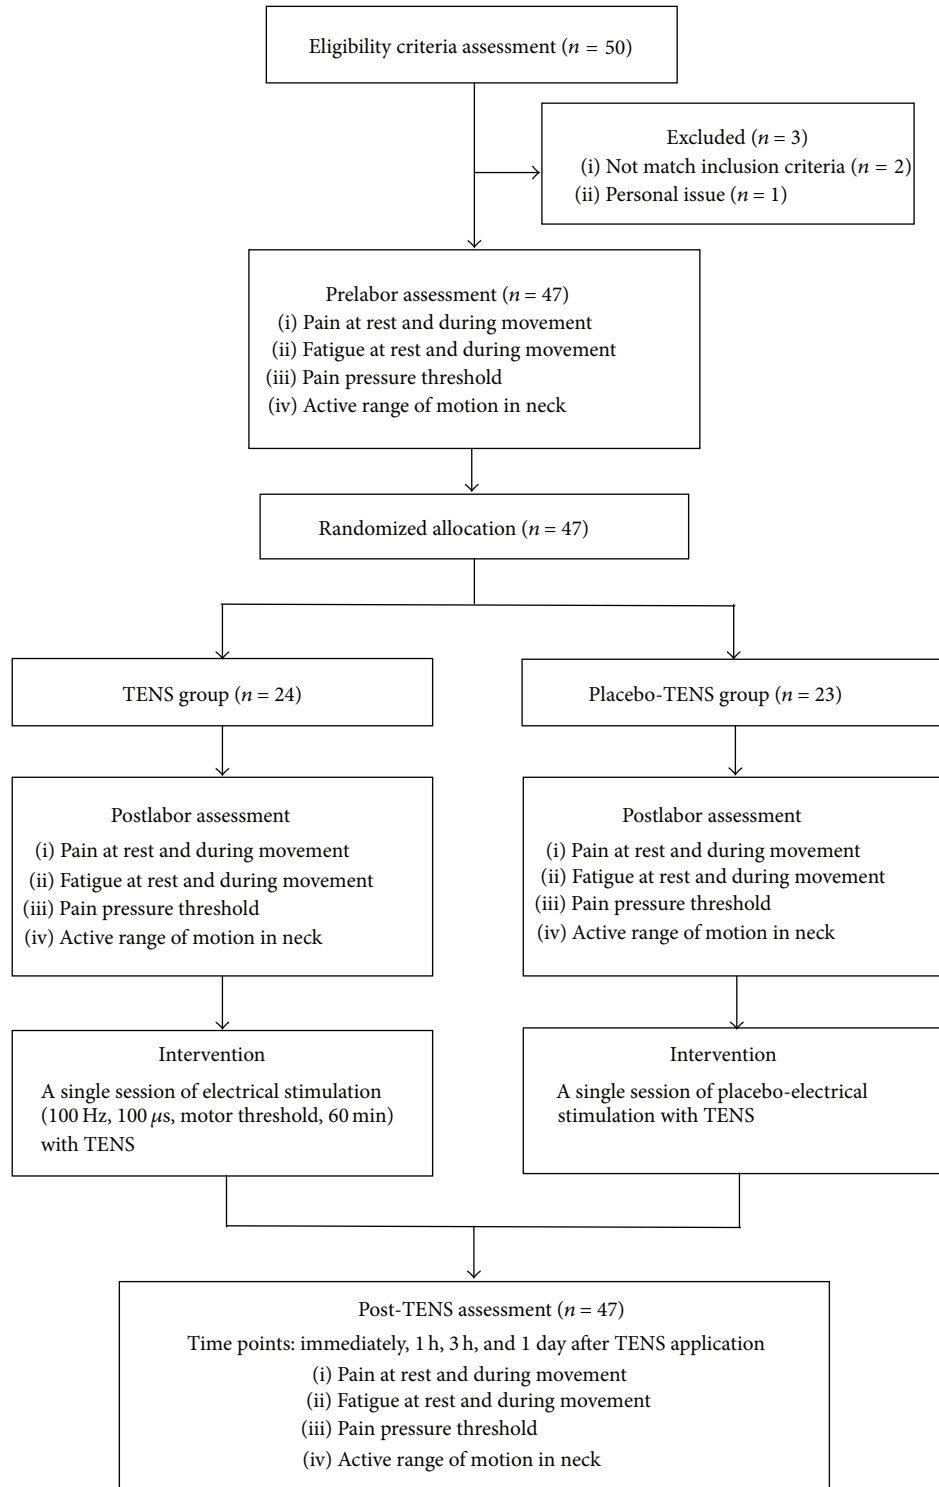 Eligibility criteria assessment (n = 50)
Excluded (n = 3)
(i) Not match inclusion criteria (n = 2)
(ii) Personal issue (n = 1)
Prelabor assessment (n = 47)
(i) Pain at rest and during movement
(ii) Fatigue at rest and during movement
(iii) Pain pressure threshold
(iv) Active range of motion in neck
Randomized allocation (n = 47)
TENS group (n = 24)
Placebo-TENS group (n = 23)
Postlabor assessment
(i) Pain at rest and during movement
(ii) Fatigue at rest and during movement
(iii) Pain pressure threshold
(iv) Active range of motion in neck
Postlabor assessment
(i) Pain at rest and during movement
(ii) Fatigue at rest and during movement
(iii) Pain pressure threshold
(iv) Active range of motion in neck
Intervention
A single session of electrical stimulation
(100 Hz, 100 μs, motor threshold, 60 min)
with TENS
Intervention
A single session of placebo-electrical
stimulation with TENS
Post-TENS assessment (n = 47)
Time points: immediately, 1 h, 3 h, and 1 day after TENS application
(i) Pain at rest and during movement
(ii) Fatigue at rest and during movement
(iii) Pain pressure threshold
(iv) Active range of motion in neck